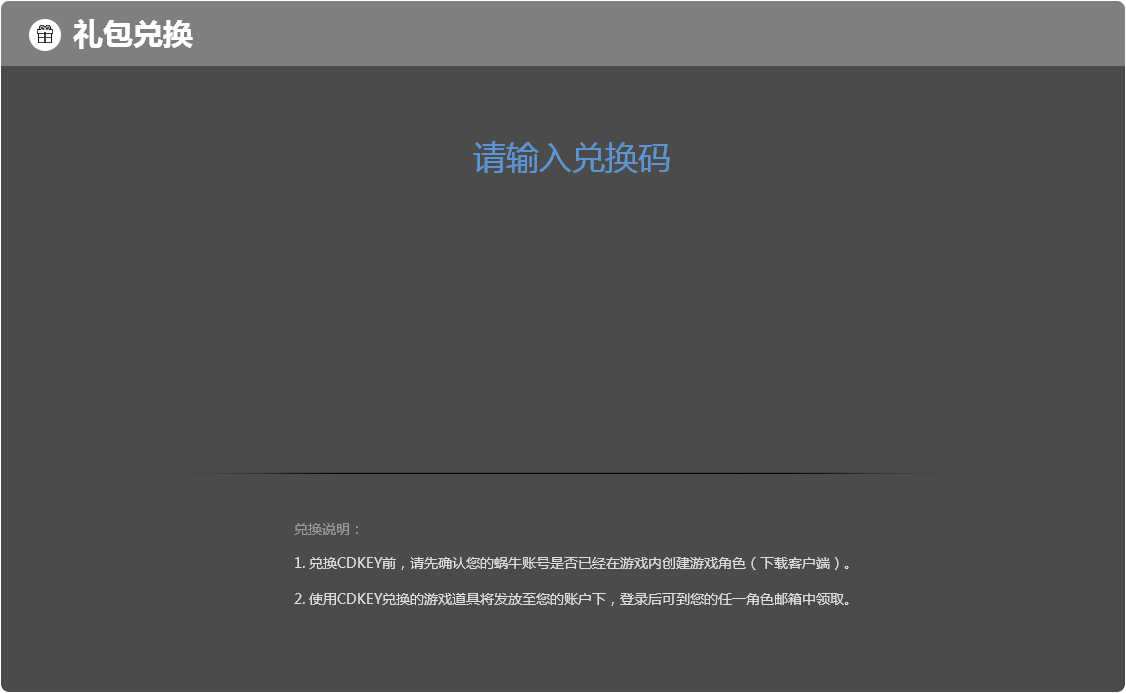 礼包兑换
请输入兑换码
兑换说明：
1. 兑换CDKEY前，请先确认您的蜗牛账号是否已经在游戏内创建游戏角色（下载客户端）。
2. 使用CDKEY兑换的游戏道具将发放至您的账户下，登录后可到您的任一角色邮箱中领取。